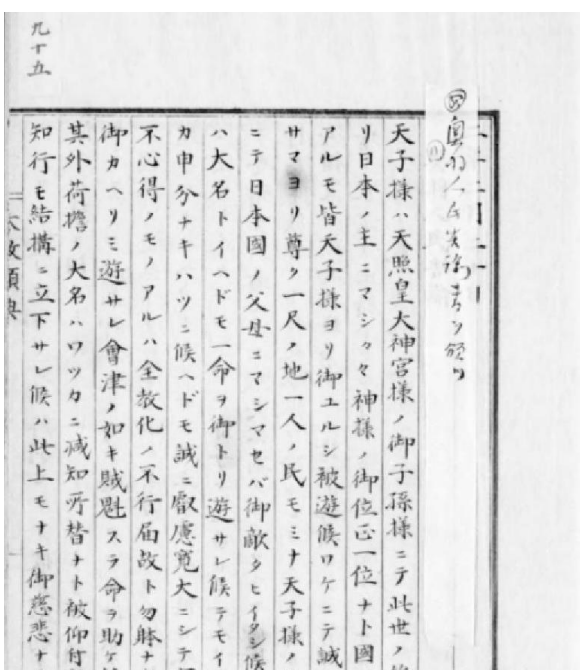 九十五
奥羽人民告諭書ヲ頒ツ
天子様ハ天照皇大神宮様ノ御子孫様ニテ此世ノ
リ日本ノ主ニマシ々々神様ノ御位正一位ナト國
アルモ皆天子様ヨリ御ユルシ被遊候ワケニテ誠
サマヨリ尊ク一尺ノ地一人ノ民モミナ天子様ノ
ニテ日本國ノ父母ニマシマセバ御敵タヒイタシ候
ハ大名トイヘドモ一命ヲ御トリ遊サレ候テモイ
カ申分ナキハツニ候ヘドモ誠ニ叡慮寛大ニシテ
不心得ノモノアルハ全教化ノ不行届故ト勿躰ナ
御カヘリミ遊サレ會津ノ如キ賊魁スラ命ヲ助ケ
其外荷擔ノ大名ハワツカニ減知所替ナト被仰付
知行モ結構ニ立下サレ候ハ此上モナキ御慈悲ナ